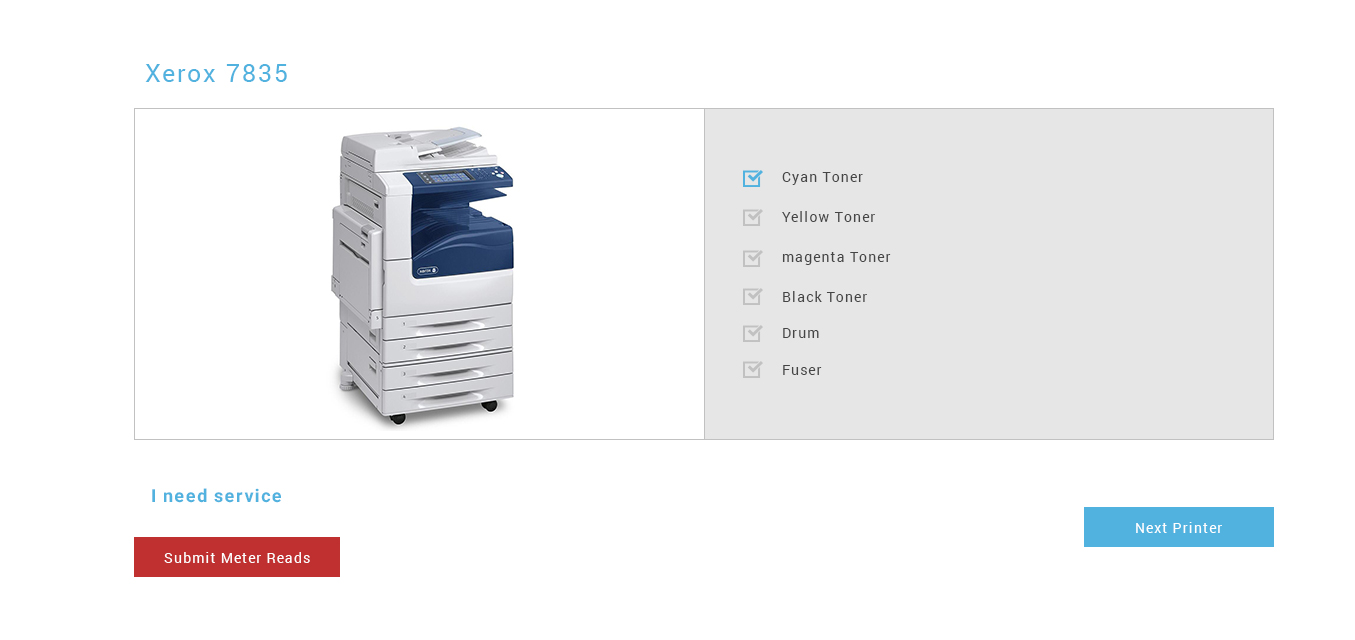 Xerox 7835
xerox
Cyan Toner
Yellow Toner
magenta Toner
Black Toner
Drum
Fuser
I need service
Next Printer
Submit Meter Reads